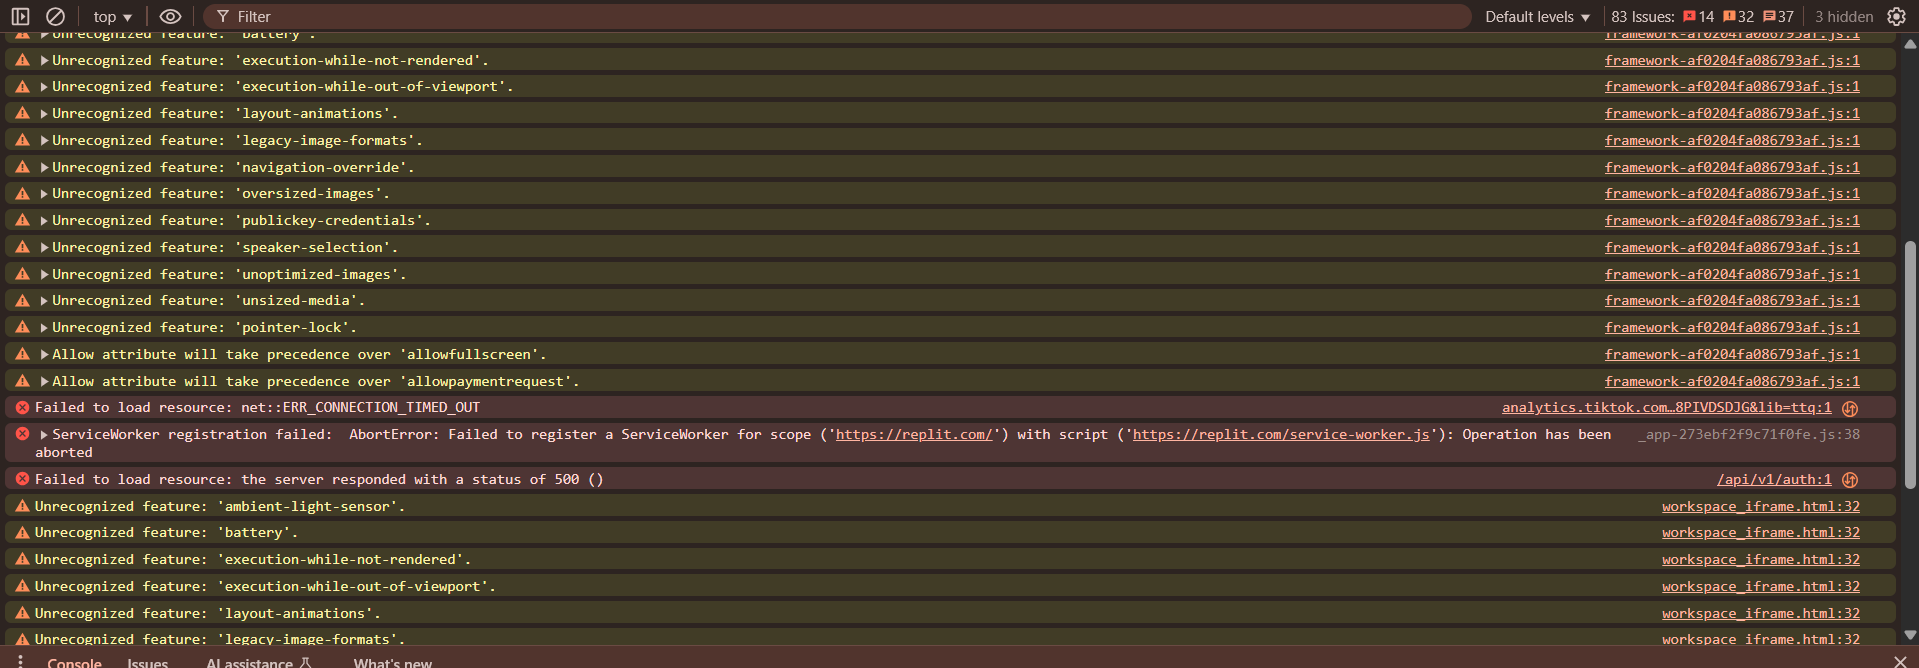 top
Filter
Default levels
83 Issues: 14 32 37
3 hidden
Unrecognized feature: 'battery'. framework-af0204fa086793af.js:1
Unrecognized feature: 'execution-while-not-rendered'. framework-af0204fa086793af.js:1
Unrecognized feature: 'execution-while-out-of-viewport'. framework-af0204fa086793af.js:1
Unrecognized feature: 'layout-animations'. framework-af0204fa086793af.js:1
Unrecognized feature: 'legacy-image-formats'. framework-af0204fa086793af.js:1
Unrecognized feature: 'navigation-override'. framework-af0204fa086793af.js:1
Unrecognized feature: 'oversized-images'. framework-af0204fa086793af.js:1
Unrecognized feature: 'publickey-credentials'. framework-af0204fa086793af.js:1
Unrecognized feature: 'speaker-selection'. framework-af0204fa086793af.js:1
Unrecognized feature: 'unoptimized-images'. framework-af0204fa086793af.js:1
Unrecognized feature: 'unsized-media'. framework-af0204fa086793af.js:1
Unrecognized feature: 'pointer-lock'. framework-af0204fa086793af.js:1
Allow attribute will take precedence over 'allowfullscreen'. framework-af0204fa086793af.js:1
Allow attribute will take precedence over 'allowpaymentrequest'. framework-af0204fa086793af.js:1
Failed to load resource: net::ERR_CONNECTION_TIMED_OUT analytics.tiktok.com…8PIVDSDJG&lib=ttq:1
ServiceWorker registration failed: AbortError: Failed to register a ServiceWorker for scope ('https://replit.com/') with script ('https://replit.com/service-worker.js'): Operation has been _app-273ebf2f9c71f0fe.js:38
aborted
Failed to load resource: the server responded with a status of 500 () /api/v1/auth:1
Unrecognized feature: 'ambient-light-sensor'. workspace_iframe.html:32
Unrecognized feature: 'battery'. workspace_iframe.html:32
Unrecognized feature: 'execution-while-not-rendered'. workspace_iframe.html:32
Unrecognized feature: 'execution-while-out-of-viewport'. workspace_iframe.html:32
Unrecognized feature: 'layout-animations'. workspace_iframe.html:32
Unrecognized feature: 'legacy-image-formats'. workspace_iframe.html:32
Console Issues AI assistance What's new